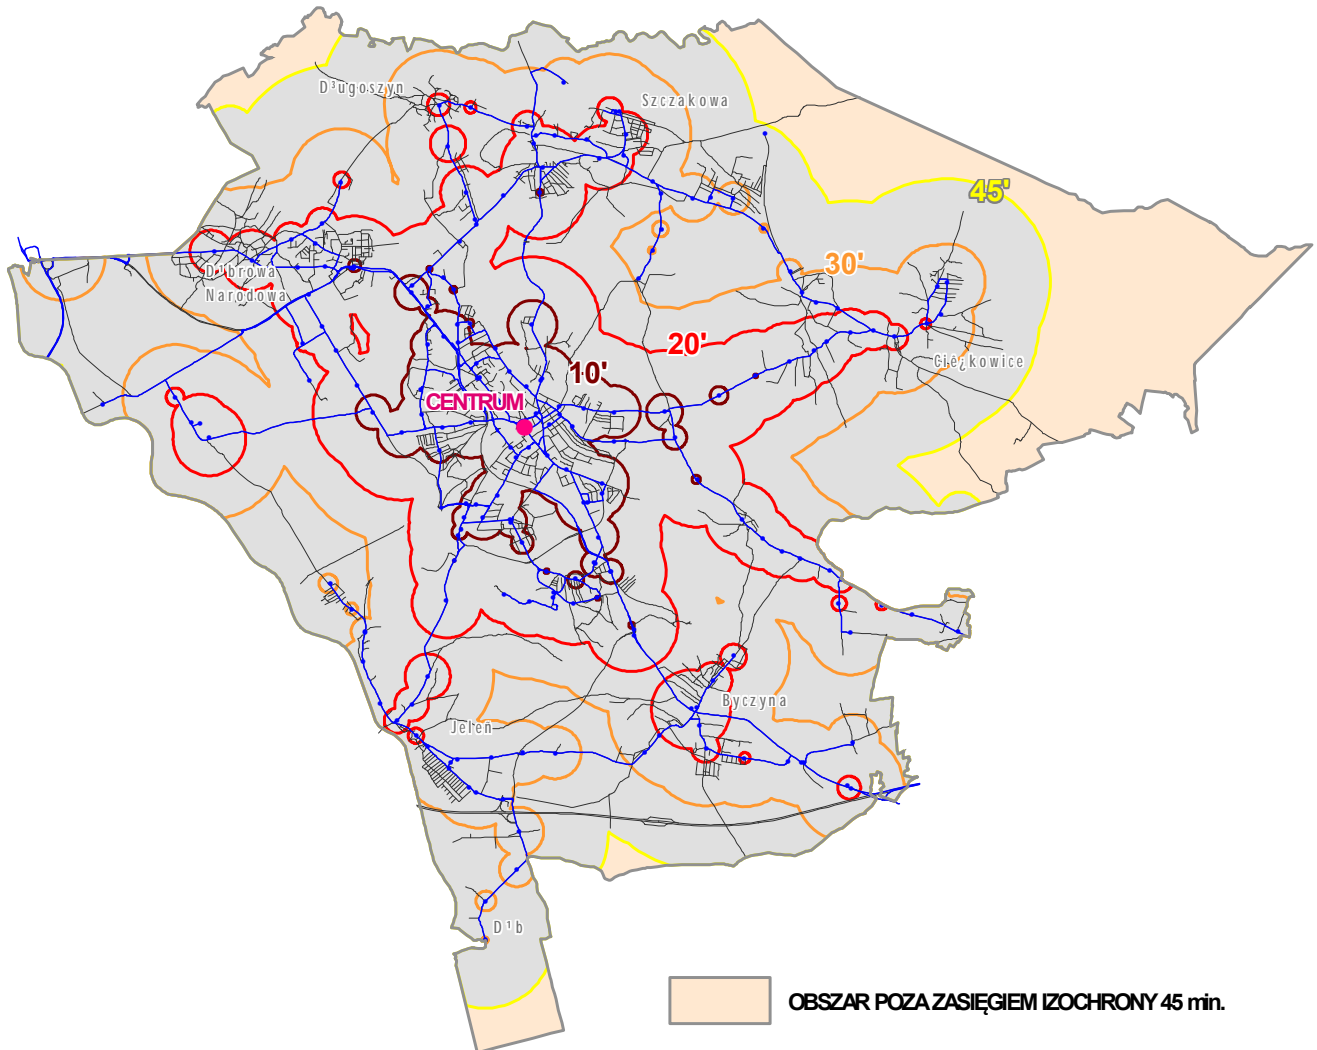 D³ugoszyn
Szczakowa
45'
D¹browa
Narodowa
30'
20'
Ciê¿kowice
10'
CENTRUM
Byczyna
Jeleñ
D¹b
OBSZAR POZA ZASIĘGIEM IZOCHRONY 45 min.